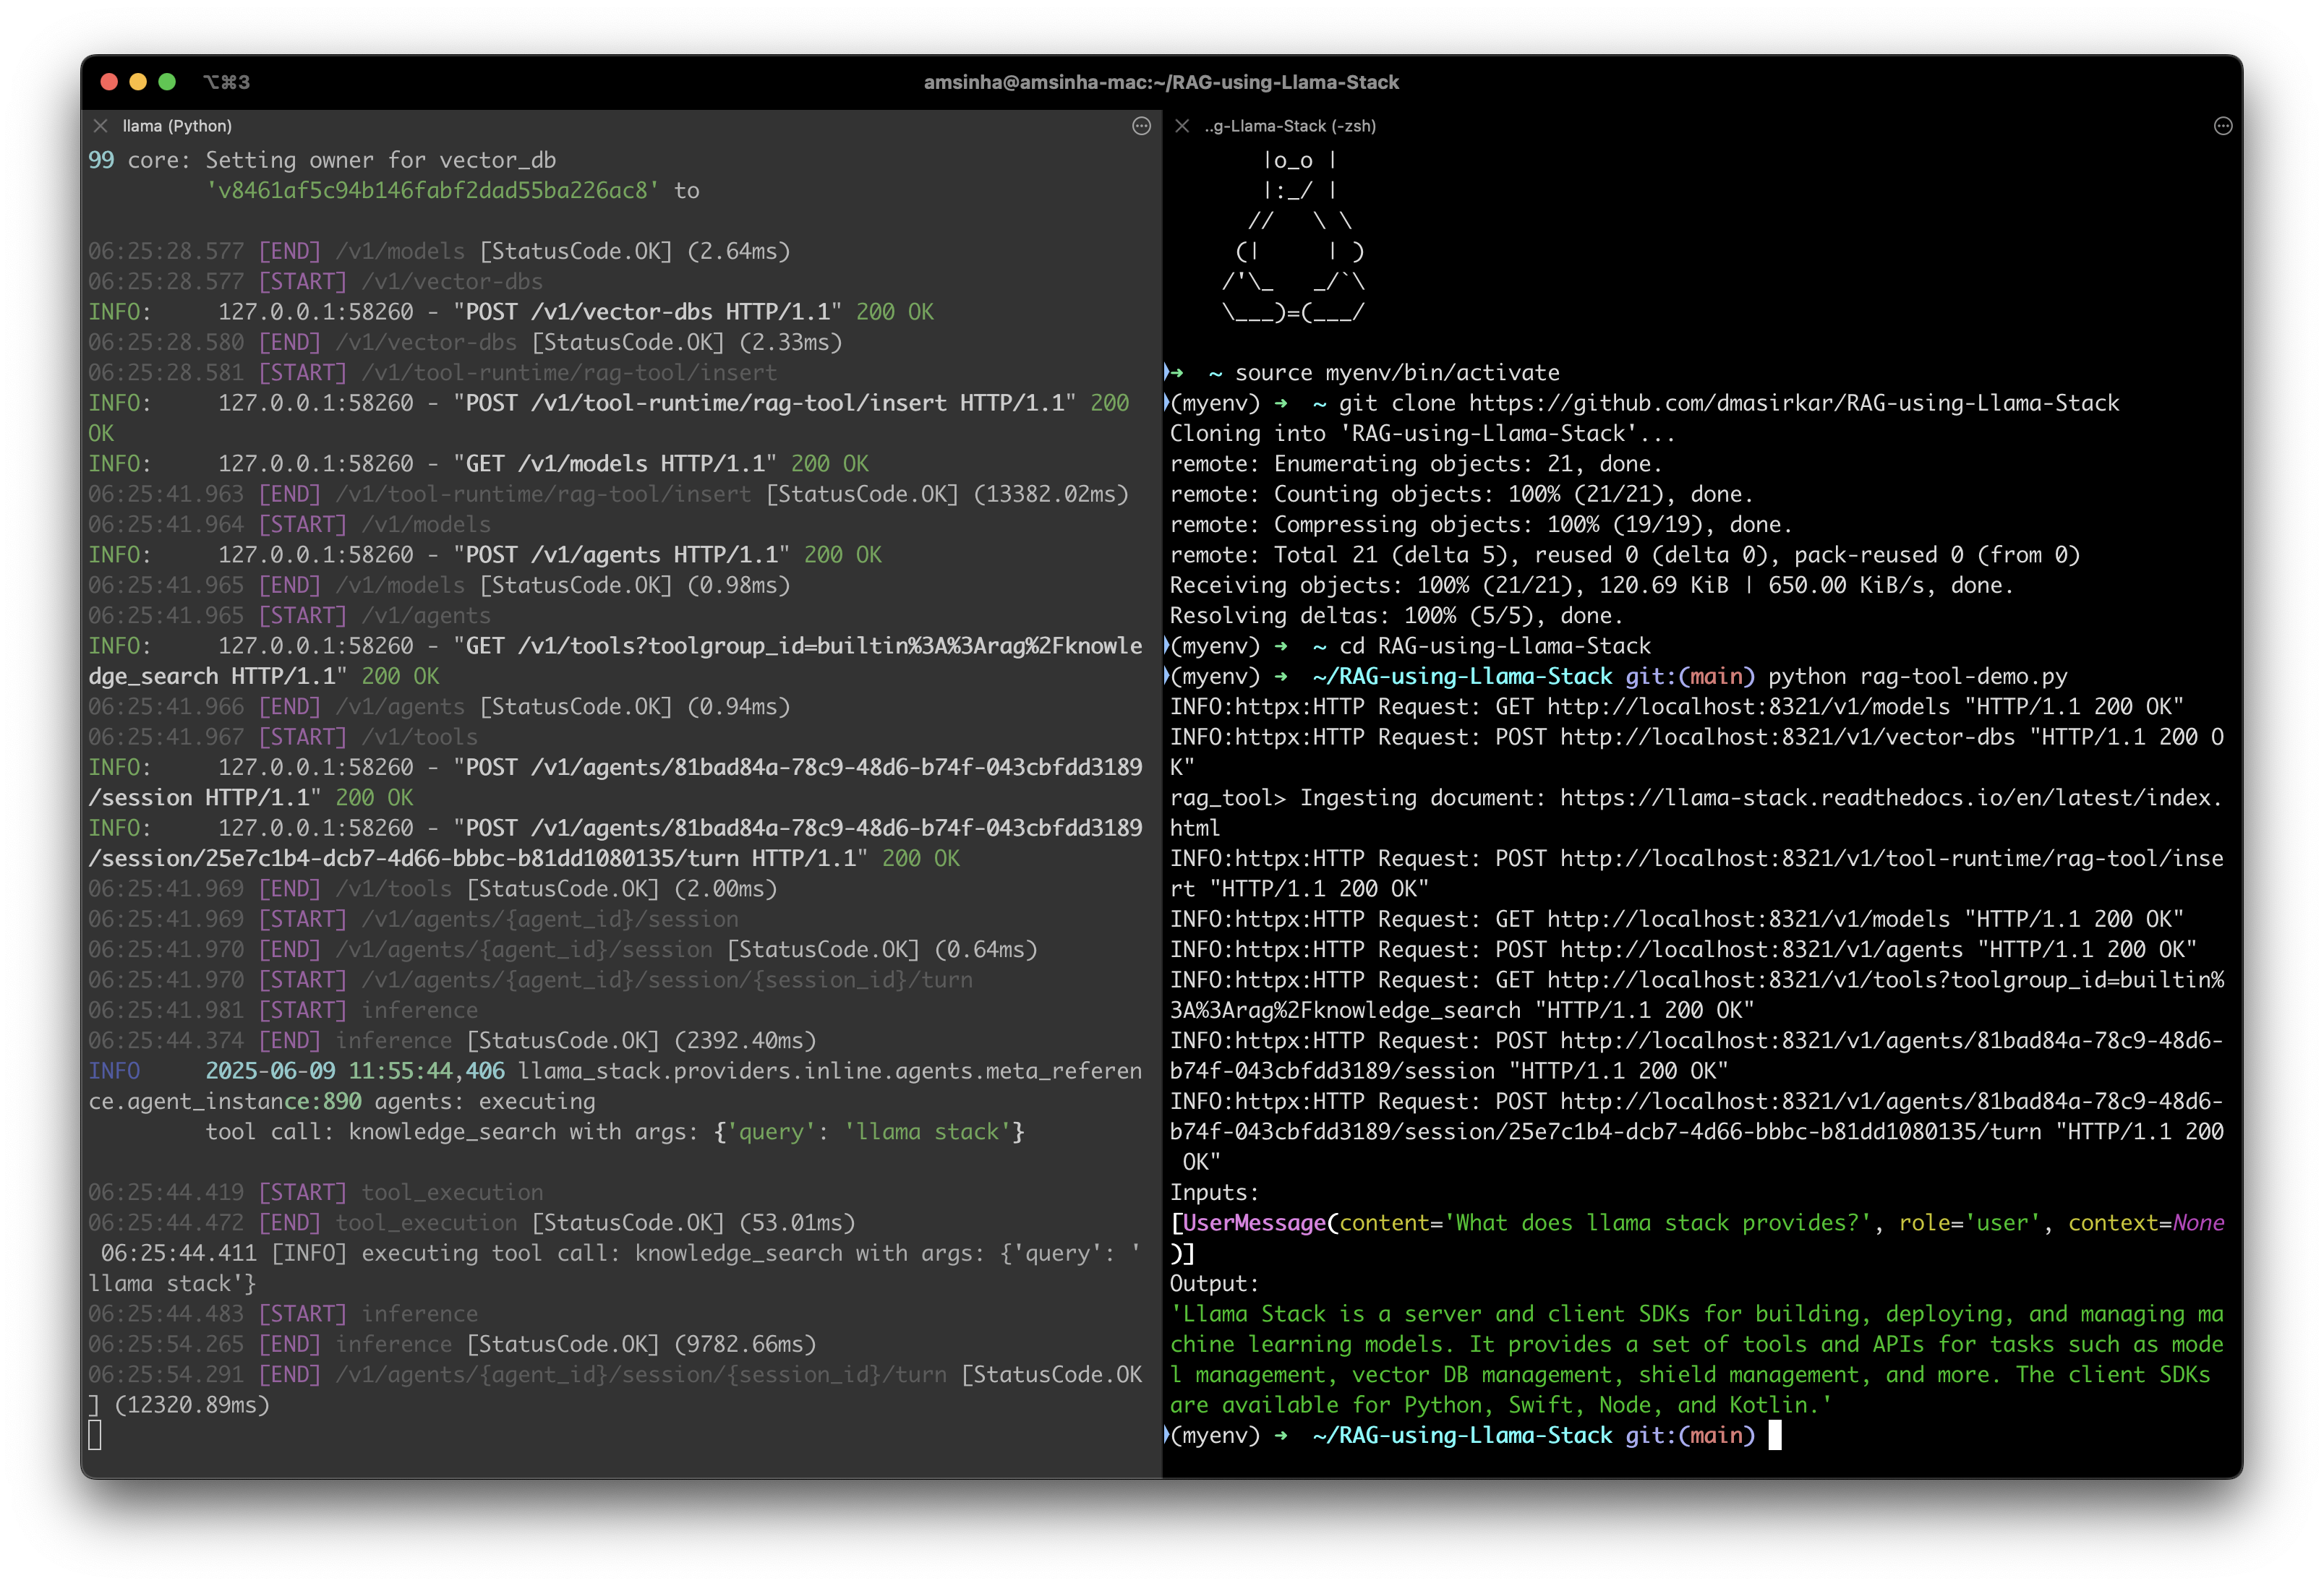 ⌥⌘3
amsinha@amsinha-mac:~/RAG-using-Llama-Stack
llama (Python)
99 core: Setting owner for vector_db
         'v8461af5c94b146fabf2dad55ba226ac8' to
06:25:28.577 [END] /v1/models [StatusCode.OK] (2.64ms)
06:25:28.577 [START] /v1/vector-dbs
INFO:     127.0.0.1:58260 - "POST /v1/vector-dbs HTTP/1.1" 200 OK
06:25:28.580 [END] /v1/vector-dbs [StatusCode.OK] (2.33ms)
06:25:28.581 [START] /v1/tool-runtime/rag-tool/insert
INFO:     127.0.0.1:58260 - "POST /v1/tool-runtime/rag-tool/insert HTTP/1.1" 200
OK
INFO:     127.0.0.1:58260 - "GET /v1/models HTTP/1.1" 200 OK
06:25:41.963 [END] /v1/tool-runtime/rag-tool/insert [StatusCode.OK] (13382.02ms)
06:25:41.964 [START] /v1/models
INFO:     127.0.0.1:58260 - "POST /v1/agents HTTP/1.1" 200 OK
06:25:41.965 [END] /v1/models [StatusCode.OK] (0.98ms)
06:25:41.965 [START] /v1/agents
INFO:     127.0.0.1:58260 - "GET /v1/tools?toolgroup_id=builtin%3A%3Arag%2Fknowle
dge_search HTTP/1.1" 200 OK
06:25:41.966 [END] /v1/agents [StatusCode.OK] (0.94ms)
06:25:41.967 [START] /v1/tools
INFO:     127.0.0.1:58260 - "POST /v1/agents/81bad84a-78c9-48d6-b74f-043cbfdd3189
/session HTTP/1.1" 200 OK
INFO:     127.0.0.1:58260 - "POST /v1/agents/81bad84a-78c9-48d6-b74f-043cbfdd3189
/session/25e7c1b4-dcb7-4d66-bbbc-b81dd1080135/turn HTTP/1.1" 200 OK
06:25:41.969 [END] /v1/tools [StatusCode.OK] (2.00ms)
06:25:41.969 [START] /v1/agents/{agent_id}/session
06:25:41.970 [END] /v1/agents/{agent_id}/session [StatusCode.OK] (0.64ms)
06:25:41.970 [START] /v1/agents/{agent_id}/session/{session_id}/turn
06:25:41.981 [START] inference
06:25:44.374 [END] inference [StatusCode.OK] (2392.40ms)
INFO     2025-06-09 11:55:44,406 llama_stack.providers.inline.agents.meta_referen
ce.agent_instance:890 agents: executing
         tool call: knowledge_search with args: {'query': 'llama stack'}
06:25:44.419 [START] tool_execution
06:25:44.472 [END] tool_execution [StatusCode.OK] (53.01ms)
 06:25:44.411 [INFO] executing tool call: knowledge_search with args: {'query': '
llama stack'}
06:25:44.483 [START] inference
06:25:54.265 [END] inference [StatusCode.OK] (9782.66ms)
06:25:54.291 [END] /v1/agents/{agent_id}/session/{session_id}/turn [StatusCode.OK
] (12320.89ms)
..g-Llama-Stack (-zsh)
       |o_o |
       |:_/ |
      //   \ \
     (|     | )
    /'\_   _/`\
    \___)=(___/
➜  ~ source myenv/bin/activate
(myenv) ➜  ~ git clone https://github.com/dmasirkar/RAG-using-Llama-Stack
Cloning into 'RAG-using-Llama-Stack'...
remote: Enumerating objects: 21, done.
remote: Counting objects: 100% (21/21), done.
remote: Compressing objects: 100% (19/19), done.
remote: Total 21 (delta 5), reused 0 (delta 0), pack-reused 0 (from 0)
Receiving objects: 100% (21/21), 120.69 KiB | 650.00 KiB/s, done.
Resolving deltas: 100% (5/5), done.
(myenv) ➜  ~ cd RAG-using-Llama-Stack
(myenv) ➜  ~/RAG-using-Llama-Stack git:(main) python rag-tool-demo.py
INFO:httpx:HTTP Request: GET http://localhost:8321/v1/models "HTTP/1.1 200 OK"
INFO:httpx:HTTP Request: POST http://localhost:8321/v1/vector-dbs "HTTP/1.1 200 O
K"
rag_tool> Ingesting document: https://llama-stack.readthedocs.io/en/latest/index.
html
INFO:httpx:HTTP Request: POST http://localhost:8321/v1/tool-runtime/rag-tool/inse
rt "HTTP/1.1 200 OK"
INFO:httpx:HTTP Request: GET http://localhost:8321/v1/models "HTTP/1.1 200 OK"
INFO:httpx:HTTP Request: POST http://localhost:8321/v1/agents "HTTP/1.1 200 OK"
INFO:httpx:HTTP Request: GET http://localhost:8321/v1/tools?toolgroup_id=builtin%
3A%3Arag%2Fknowledge_search "HTTP/1.1 200 OK"
INFO:httpx:HTTP Request: POST http://localhost:8321/v1/agents/81bad84a-78c9-48d6-
b74f-043cbfdd3189/session "HTTP/1.1 200 OK"
INFO:httpx:HTTP Request: POST http://localhost:8321/v1/agents/81bad84a-78c9-48d6-
b74f-043cbfdd3189/session/25e7c1b4-dcb7-4d66-bbbc-b81dd1080135/turn "HTTP/1.1 200
 OK"
Inputs:
[UserMessage(content='What does llama stack provides?', role='user', context=None
)]
Output:
'Llama Stack is a server and client SDKs for building, deploying, and managing ma
chine learning models. It provides a set of tools and APIs for tasks such as mode
l management, vector DB management, shield management, and more. The client SDKs
are available for Python, Swift, Node, and Kotlin.'
(myenv) ➜  ~/RAG-using-Llama-Stack git:(main)